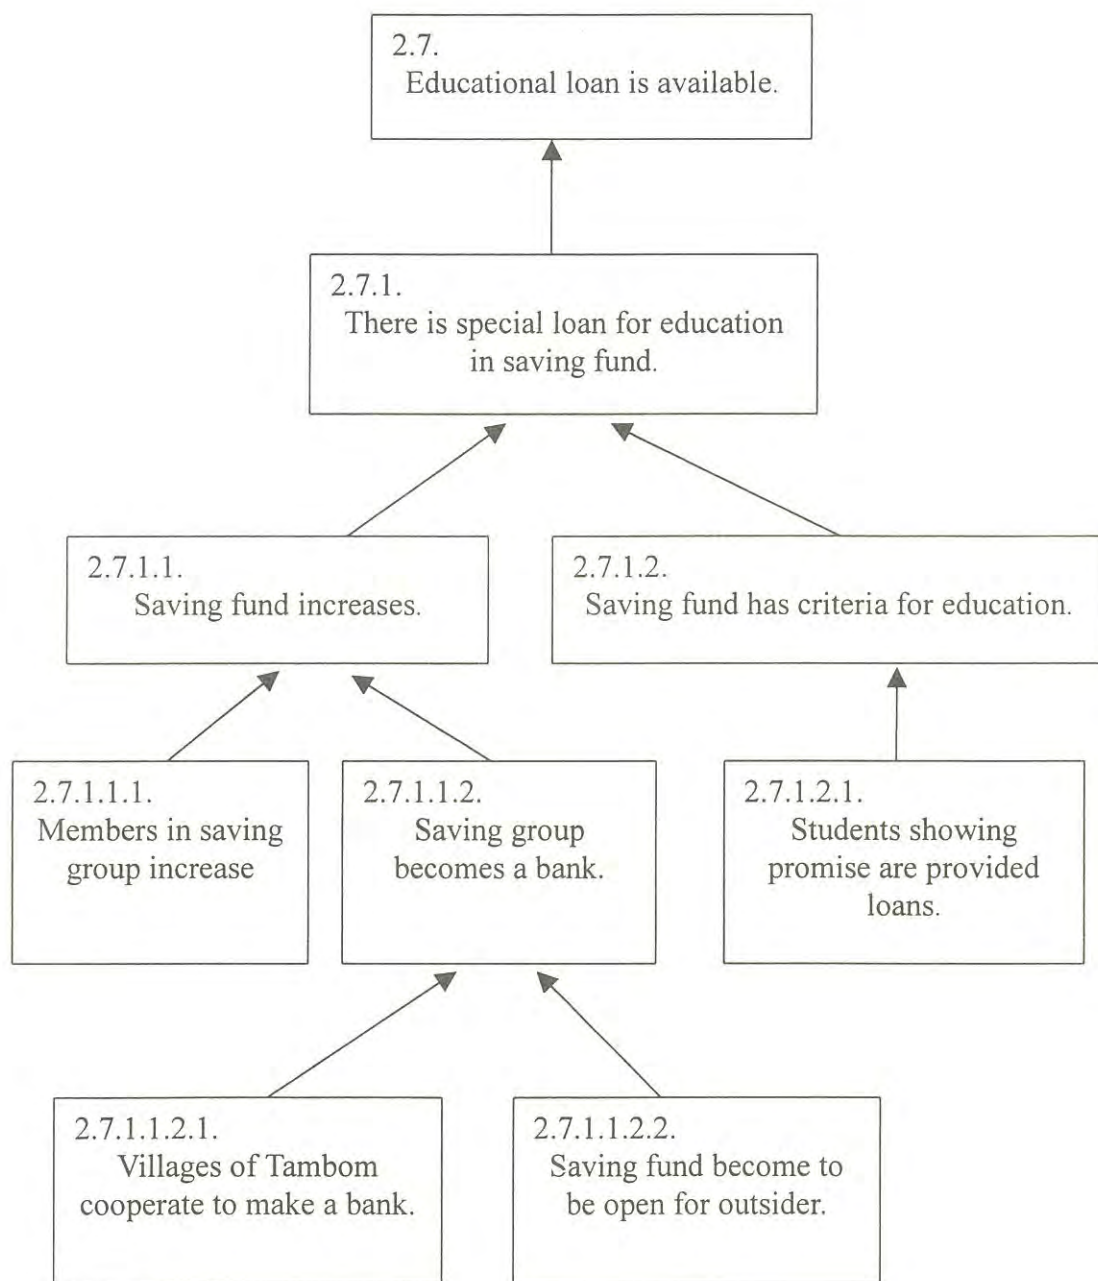 2.7.
Educational loan is available.
2.7.1.
There is special loan for education
in saving fund.
2.7.1.1.
Saving fund increases.
2.7.1.2.
Saving fund has criteria for education.
2.7.1.1.1.
Members in saving
group increase
2.7.1.1.2.
Saving group
becomes a bank.
2.7.1.2.1.
Students showing
promise are provided
loans.
2.7.1.1.2.1.
Villages of Tambom
cooperate to make a bank.
2.7.1.1.2.2.
Saving fund become to
be open for outsider.